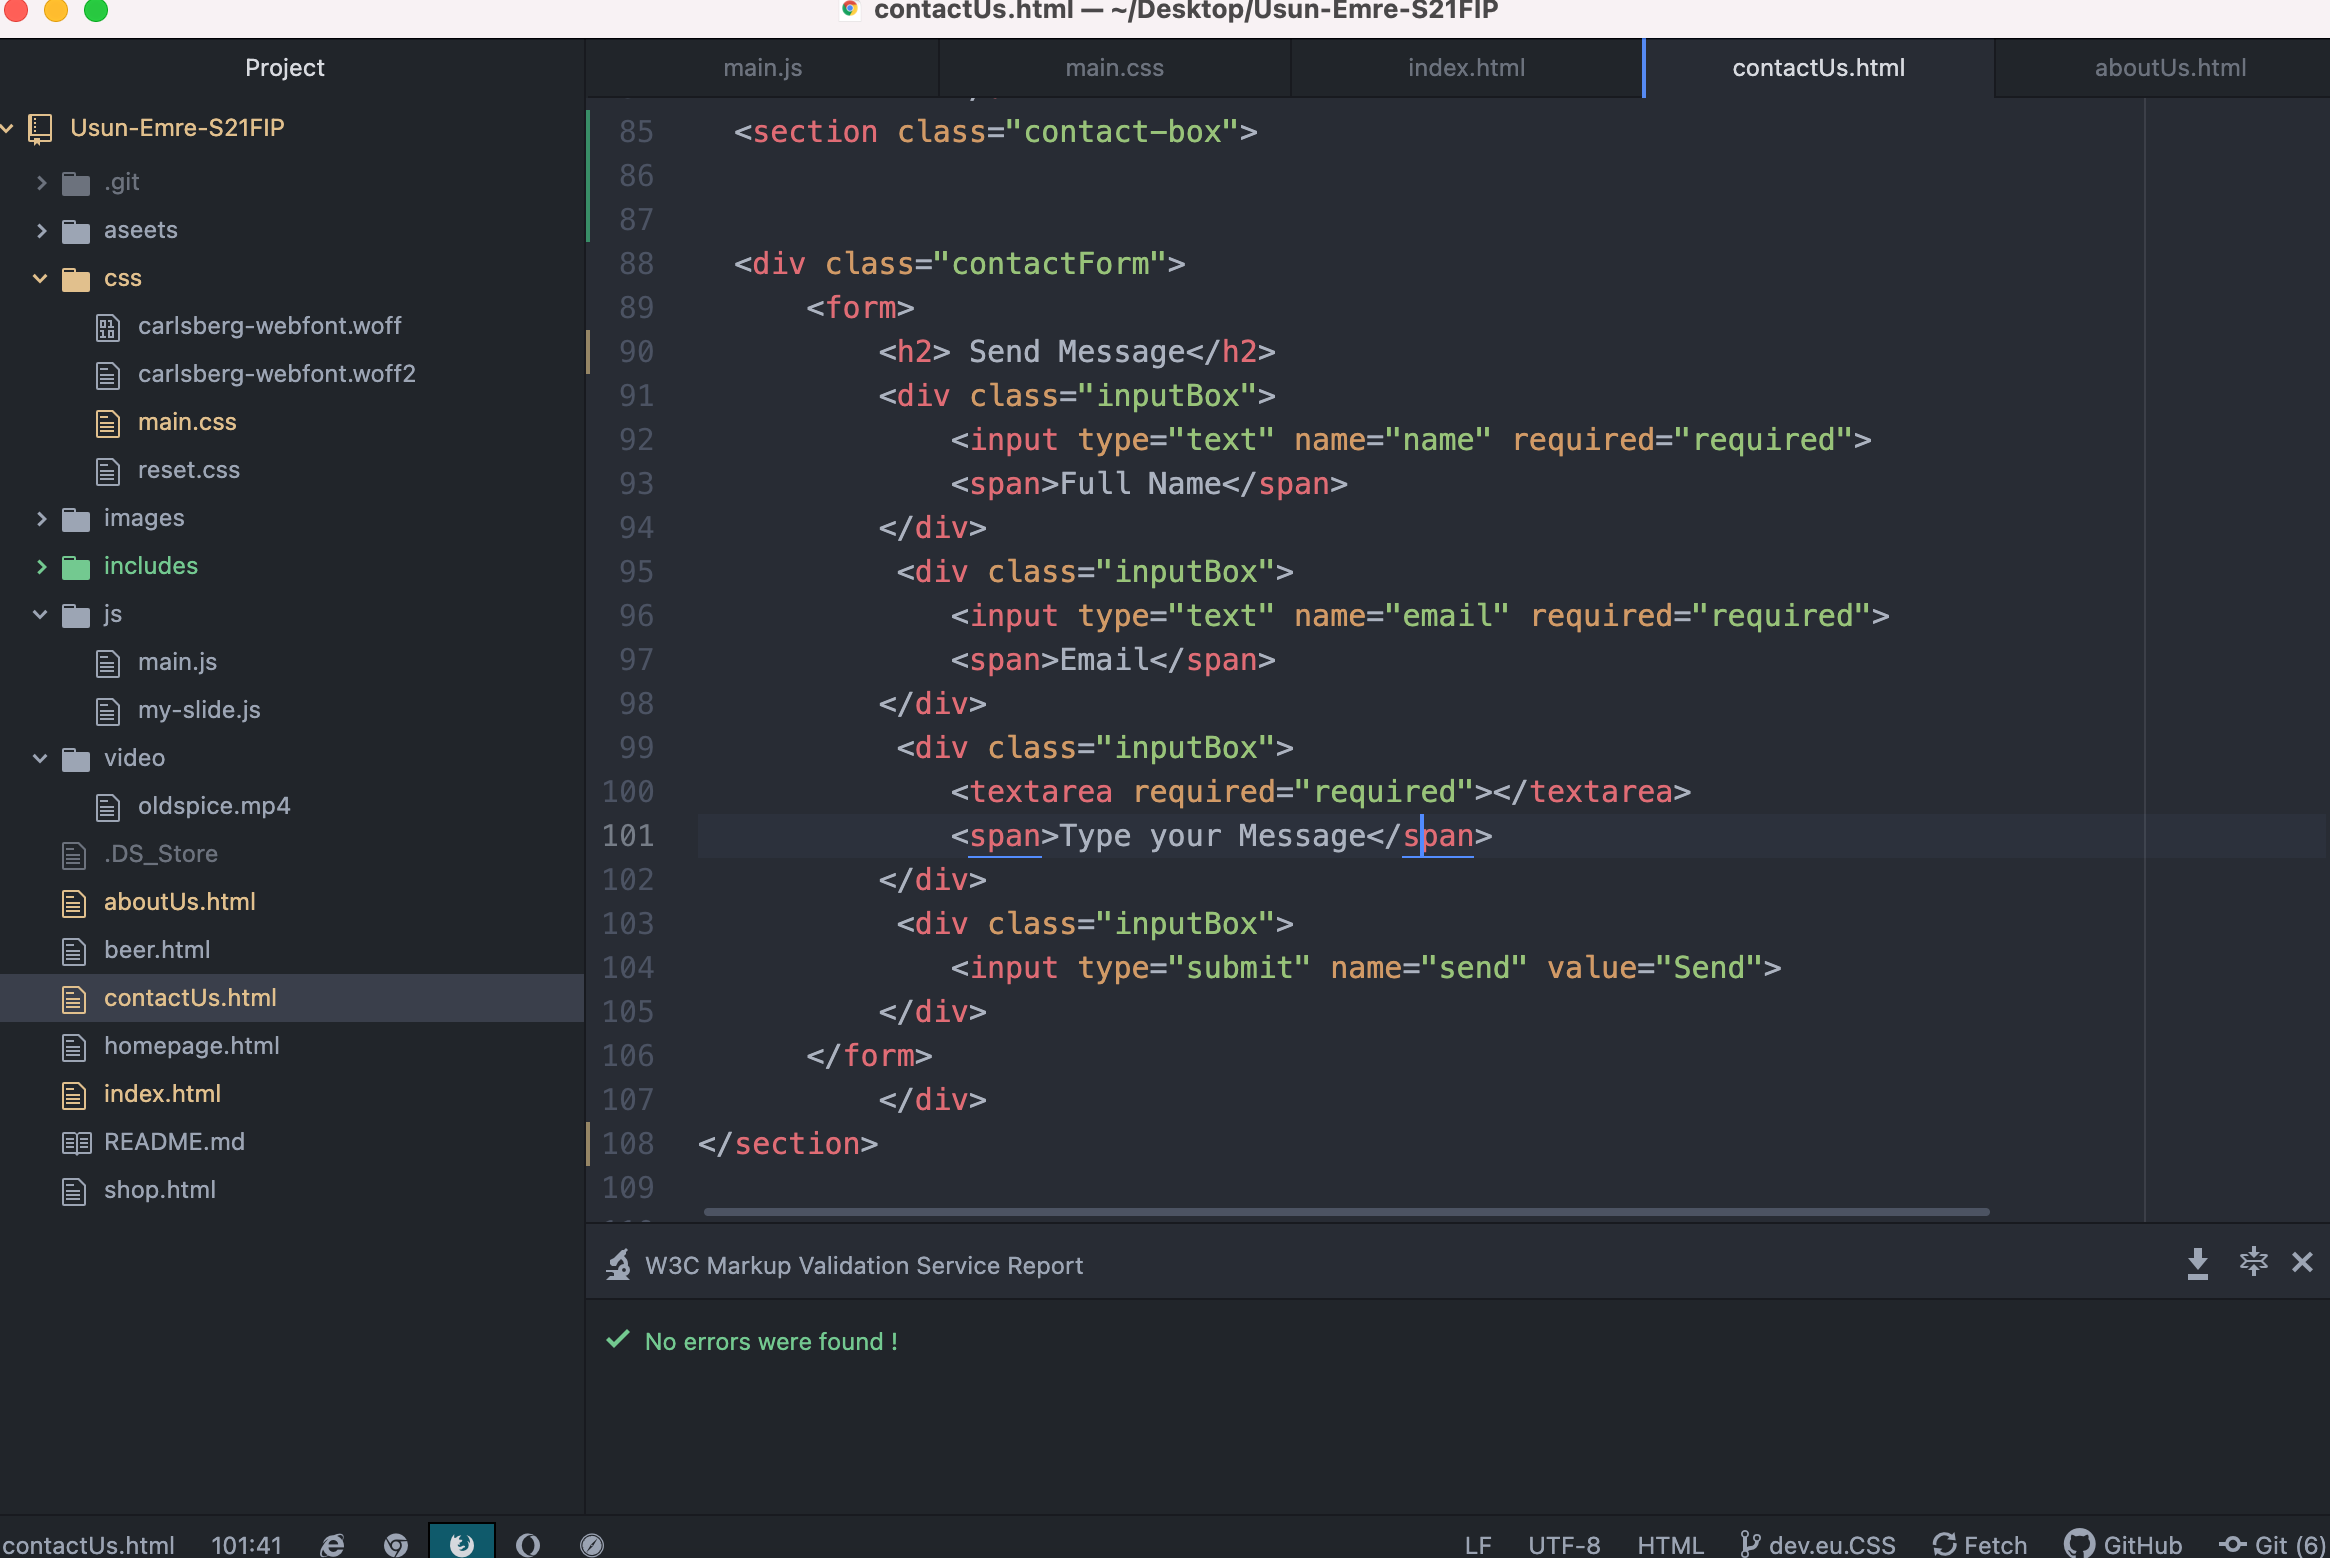 contactUs.html — ~/Desktop/Usun-Emre-S21FIP
Project
Usun-Emre-S21FIP
.git
aseets
css
carlsberg-webfont.woff
carlsberg-webfont.woff2
main.css
reset.css
images
includes
js
main.js
my-slide.js
video
oldspice.mp4
.DS_Store
aboutUs.html
beer.html
contactUs.html
homepage.html
index.html
README.md
shop.html
main.js main.css index.html contactUs.html aboutUs.html
85 <section class="contact-box">
86
87
88 <div class="contactForm">
89 <form>
90 <h2> Send Message</h2>
91 <div class="inputBox">
92 <input type="text" name="name" required="required">
93 <span>Full Name</span>
94 </div>
95 <div class="inputBox">
96 <input type="text" name="email" required="required">
97 <span>Email</span>
98 </div>
99 <div class="inputBox">
100 <textarea required="required"></textarea>
101 <span>Type your Message</span>
102 </div>
103 <div class="inputBox">
104 <input type="submit" name="send" value="Send">
105 </div>
106 </form>
107 </div>
108 </section>
109
W3C Markup Validation Service Report
No errors were found !
contactUs.html 101:41 LF UTF-8 HTML dev.eu.CSS Fetch GitHub Git (6)